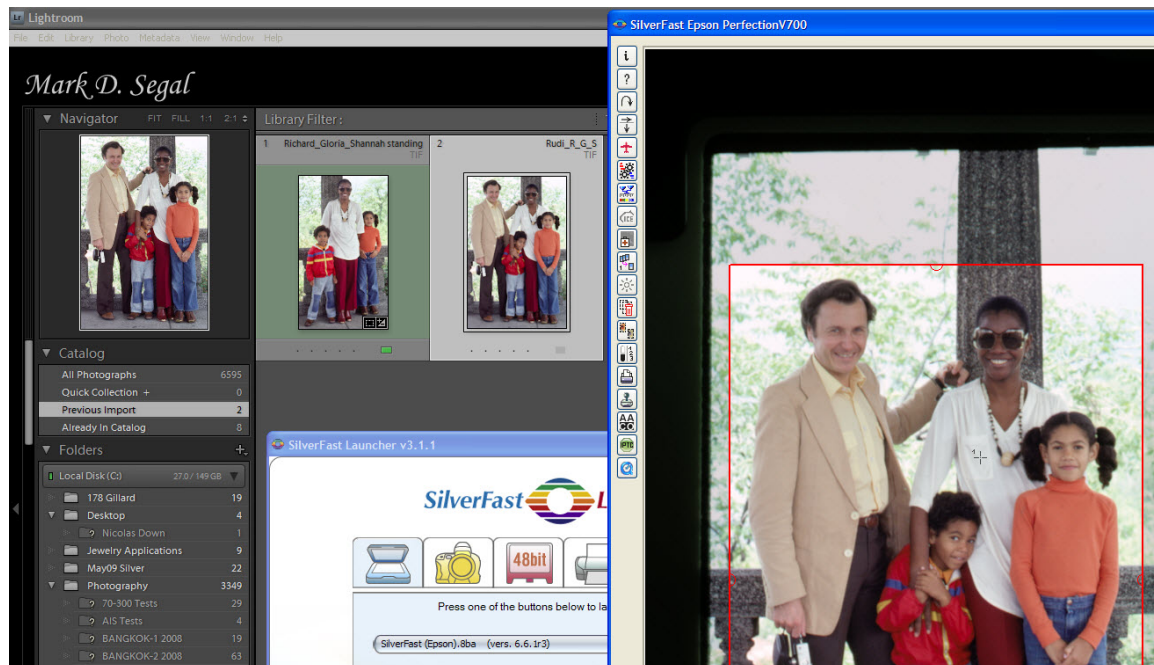 Lightroom
File Edit Library Photo Metadata View Window Help
Mark D. Segal
Navigator FIT FILL 1:1 2:1
Library Filter:
1 Richard_Gloria_Shannah standing TIF
2 Rudi_R_G_S TIF
Catalog
All Photographs 6595
Quick Collection + 0
Previous Import 2
Already In Catalog 8
Folders +
Local Disk (C:) 27.0 / 149 GB
178 Gillard 19
Desktop 4
Nicolas Down 1
Jewelry Applications 9
May09 Silver 22
Photography 3349
70-300 Tests 29
AIS Tests 4
BANGKOK-1 2008 19
BANGKOK-2 2008 63
SilverFast Launcher v3.1.1
SilverFast L
48bit
Press one of the buttons below to la
SilverFast (Epson).8ba (vers. 6.6.1r3)
SilverFast Epson PerfectionV700
i
?
IPTC
1